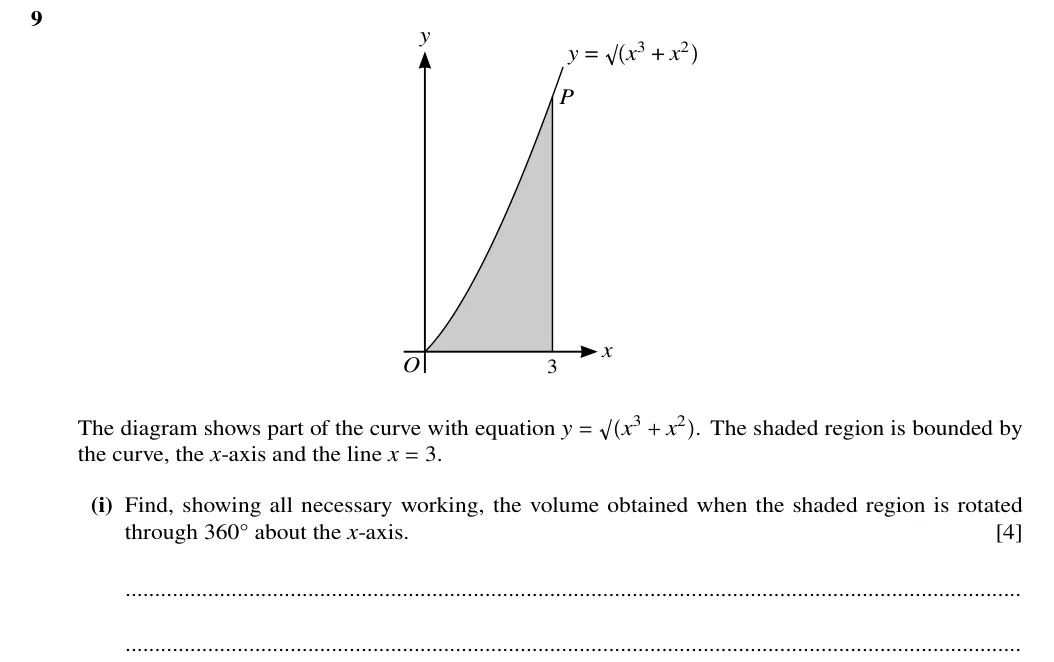 9
y
y = √(x³ + x²)
P
O
3
x
The diagram shows part of the curve with equation y = √(x³ + x²). The shaded region is bounded by
the curve, the x-axis and the line x = 3.
(i) Find, showing all necessary working, the volume obtained when the shaded region is rotated
through 360° about the x-axis. [4]